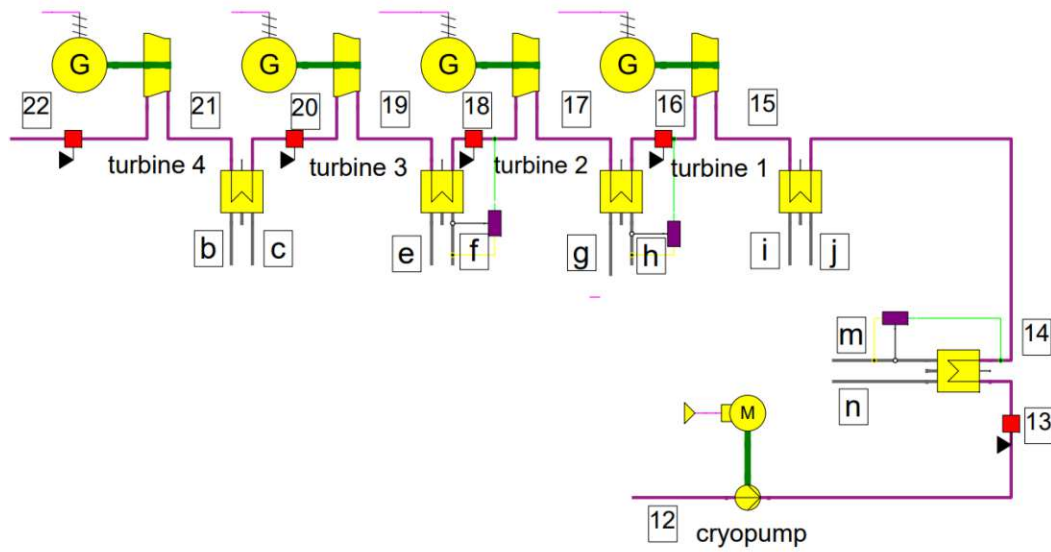 G G G G
22 21 20 19 18 17 16 15
turbine 4 turbine 3 turbine 2 turbine 1
b c e f g h i j
m 14
n
13
M
12
cryopump